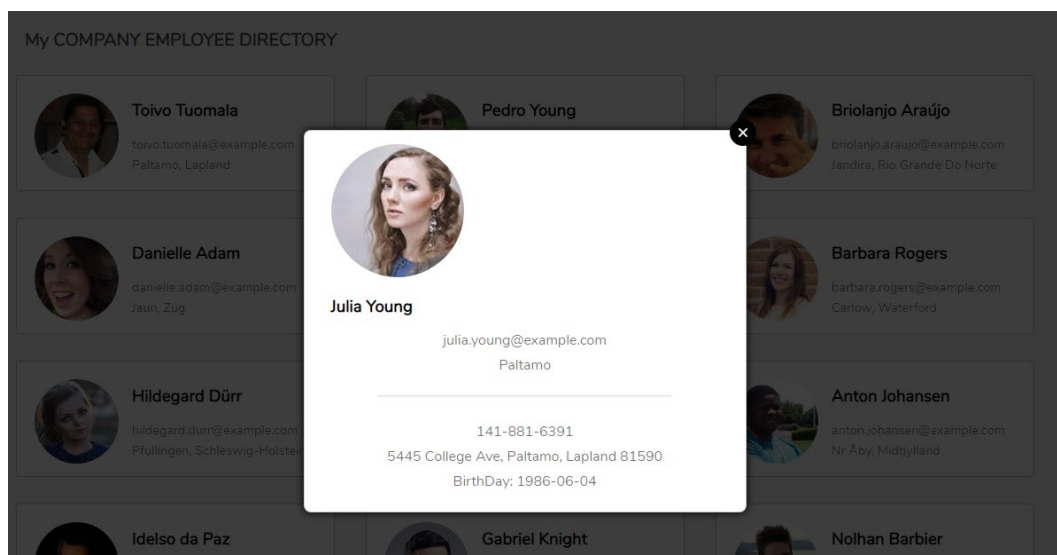 My COMPANY EMPLOYEE DIRECTORY
Toivo Tuomala
toivo.tuomala@example.com
Paltamo, Lapland
Pedro Young
Briolanjo Araújo
briolanjo.araujo@example.com
Jandira, Rio Grande Do Norte
Danielle Adam
danielle.adam@example.com
Jaun, Zug
Barbara Rogers
barbara.rogers@example.com
Carlow, Waterford
Julia Young
julia.young@example.com
Paltamo
141-881-6391
5445 College Ave, Paltamo, Lapland 81590
BirthDay: 1986-06-04
Hildegard Dürr
hildegard.durr@example.com
Pfullingen, Schleswig-Holstei
Anton Johansen
anton.johansen@example.com
Nr Åby, Midtjylland
Idelso da Paz
Gabriel Knight
Nolhan Barbier